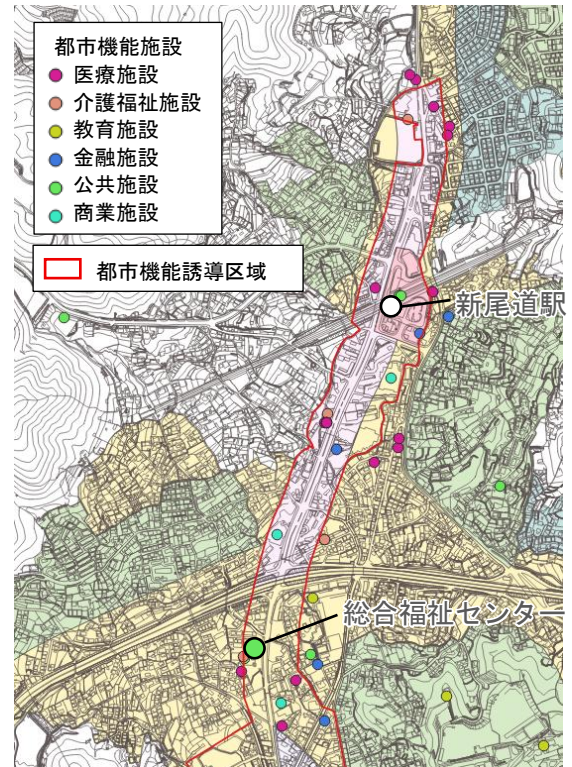 都市機能施設
医療施設
介護福祉施設
教育施設
金融施設
公共施設
商業施設
都市機能誘導区域
新尾道駅
総合福祉センター